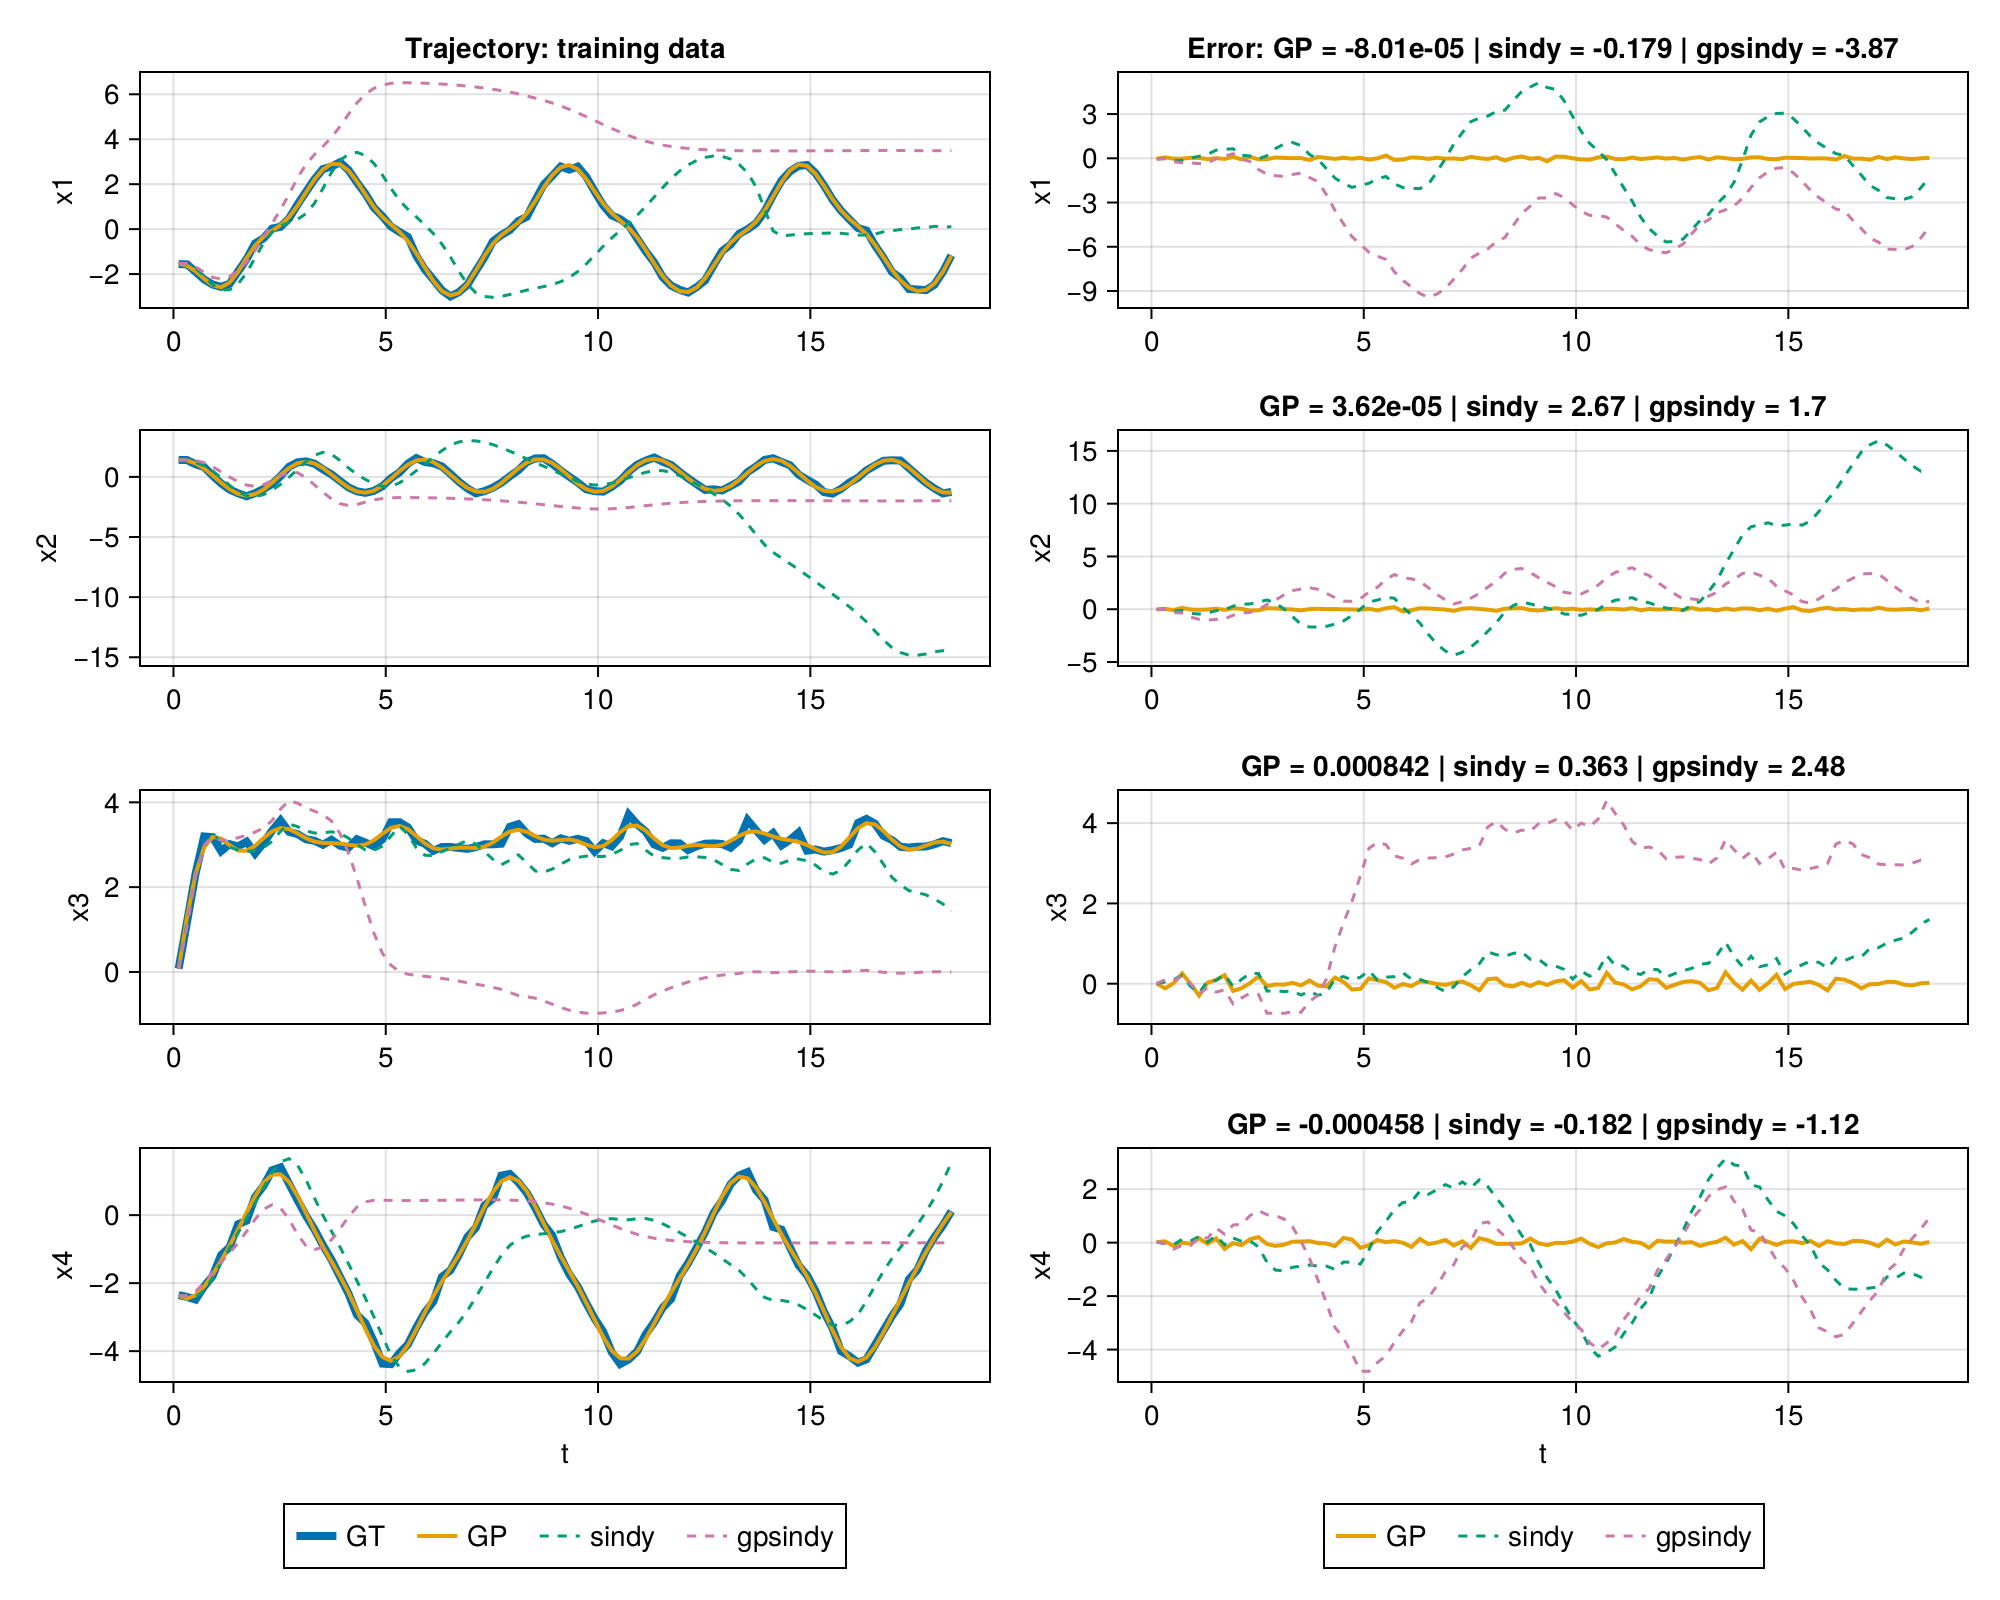 Trajectory: training data
x1
6
4
2
0
−2
0 5 10 15
Error: GP = -8.01e-05 | sindy = -0.179 | gpsindy = -3.87
x1
3
0
−3
−6
−9
0 5 10 15
x2
0
−5
−10
−15
0 5 10 15
GP = 3.62e-05 | sindy = 2.67 | gpsindy = 1.7
x2
15
10
5
0
−5
0 5 10 15
x3
4
2
0
0 5 10 15
GP = 0.000842 | sindy = 0.363 | gpsindy = 2.48
x3
4
2
0
0 5 10 15
x4
0
−2
−4
0 5 10 15
t
GP = -0.000458 | sindy = -0.182 | gpsindy = -1.12
x4
2
0
−2
−4
0 5 10 15
t
GT GP sindy gpsindy
GP sindy gpsindy